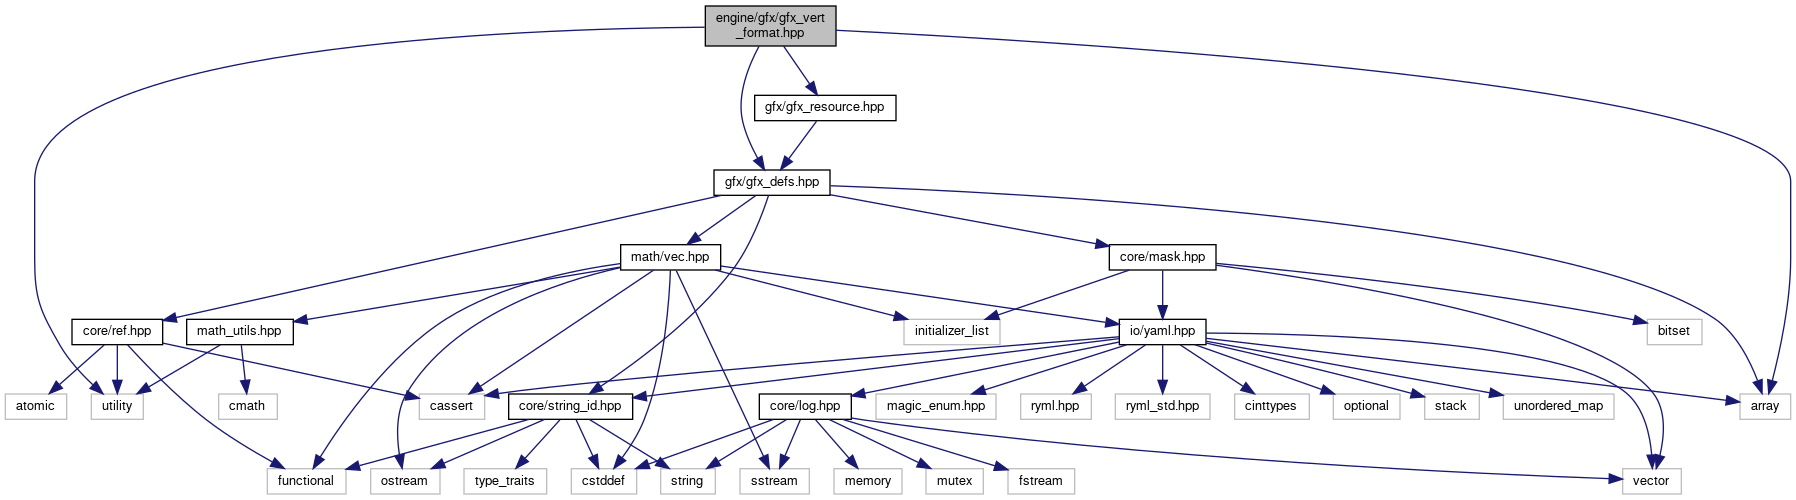 engine/gfx/gfx_vert
_format.hpp
gfx/gfx_resource.hpp
gfx/gfx_defs.hpp
math/vec.hpp
core/mask.hpp
core/ref.hpp
math_utils.hpp
initializer_list
io/yaml.hpp
bitset
atomic
utility
cmath
cassert
core/string_id.hpp
core/log.hpp
magic_enum.hpp
ryml.hpp
ryml_std.hpp
cinttypes
optional
stack
unordered_map
array
functional
ostream
type_traits
cstddef
string
sstream
memory
mutex
fstream
vector